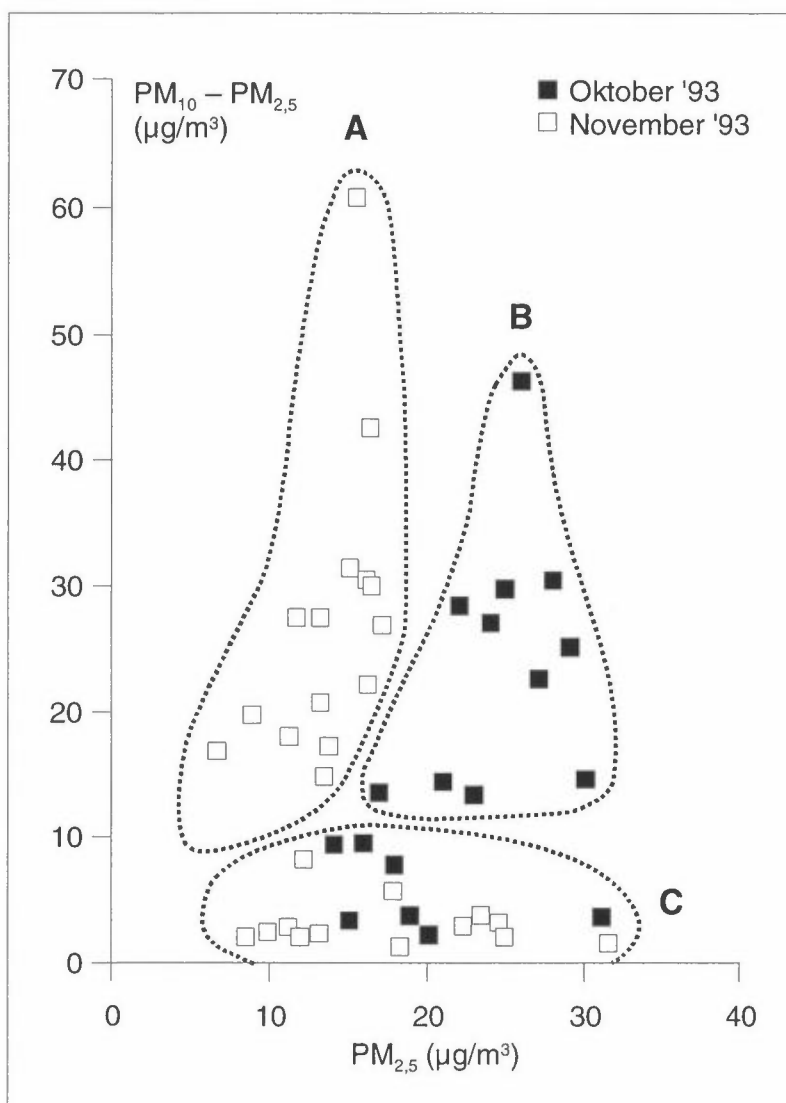 70
PM₁₀ – PM₂,₅
(µg/m³)
■ Oktober '93
□ November '93
A
60
B
50
40
30
20
10
C
0
0 10 20 30 40
PM₂,₅ (µg/m³)